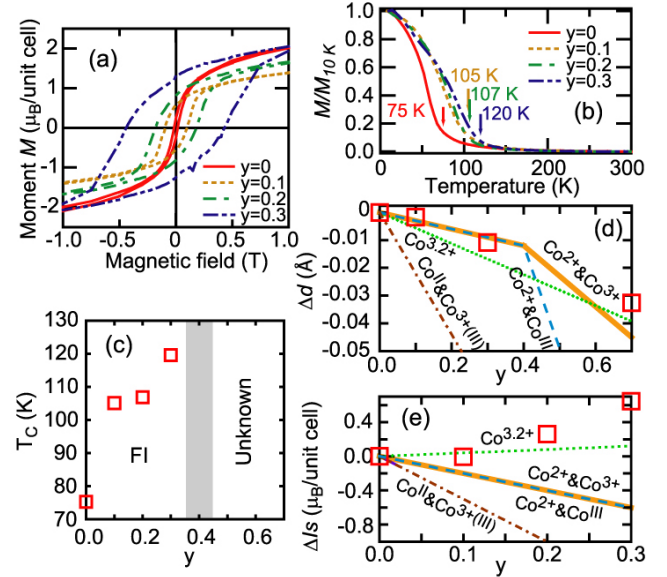 (a)
Moment M (μB/unit cell)
2
1
0
-1
-2
-1.0 -0.5 0 0.5 1.0
Magnetic field (T)
y=0
y=0.1
y=0.2
y=0.3
(b)
M/M10 K
1.0
0.8
0.6
0.4
0.2
0.0
0 100 200 300
Temperature (K)
y=0
y=0.1
y=0.2
y=0.3
105 K
107 K
75 K
120 K
(c)
TC (K)
130
120
110
100
90
80
70
0.0 0.2 0.4 0.6
y
FI
Unknown
(d)
Δd (Å)
0
-0.01
-0.02
-0.03
-0.04
-0.05
0.0 0.2 0.4 0.6
y
Co3.2+
CoII&Co3+(III)
Co2+&CoIII
Co2+&Co3+
(e)
ΔIs (μB/unit cell)
0.4
0.0
-0.4
-0.8
0.0 0.1 0.2 0.3
y
Co3.2+
Co2+&Co3+
Co2+&CoIII
CoII&Co3+(III)